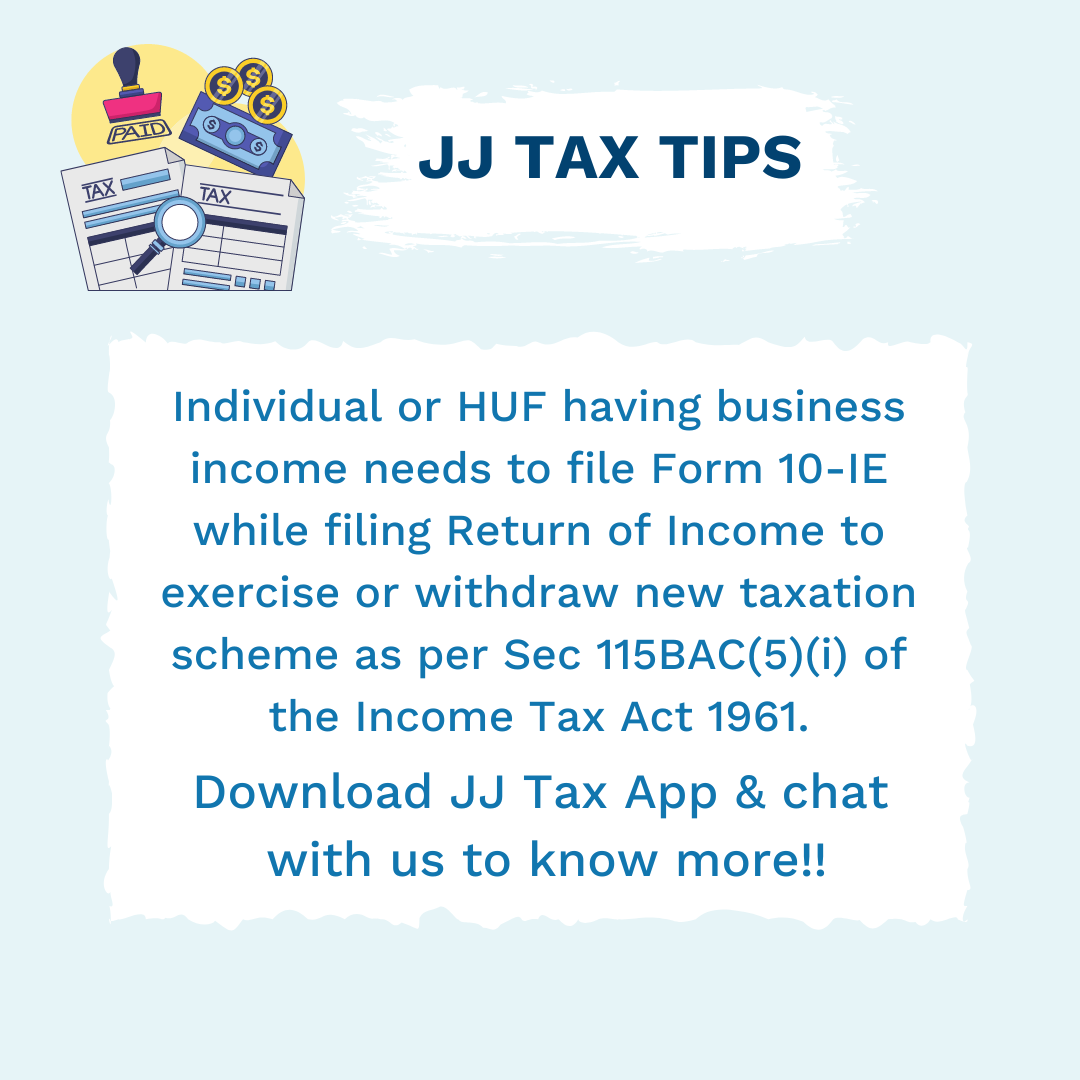 PAID
TAX
TAX
JJ TAX TIPS
Individual or HUF having business
income needs to file Form 10-IE
while filing Return of Income to
exercise or withdraw new taxation
scheme as per Sec 115BAC(5)(i) of
the Income Tax Act 1961.
Download JJ Tax App & chat
with us to know more!!